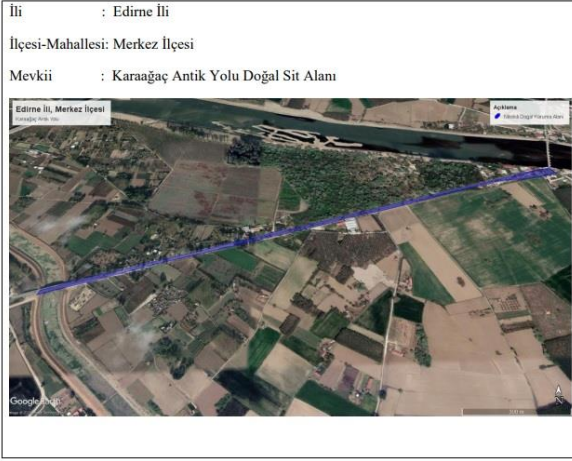 İli : Edirne İli
İlçesi-Mahallesi: Merkez İlçesi
Mevkii : Karaağaç Antik Yolu Doğal Sit Alanı
Edirne İli, Merkez İlçesi
Karaağaç Antik Yolu
Açıklama
Google